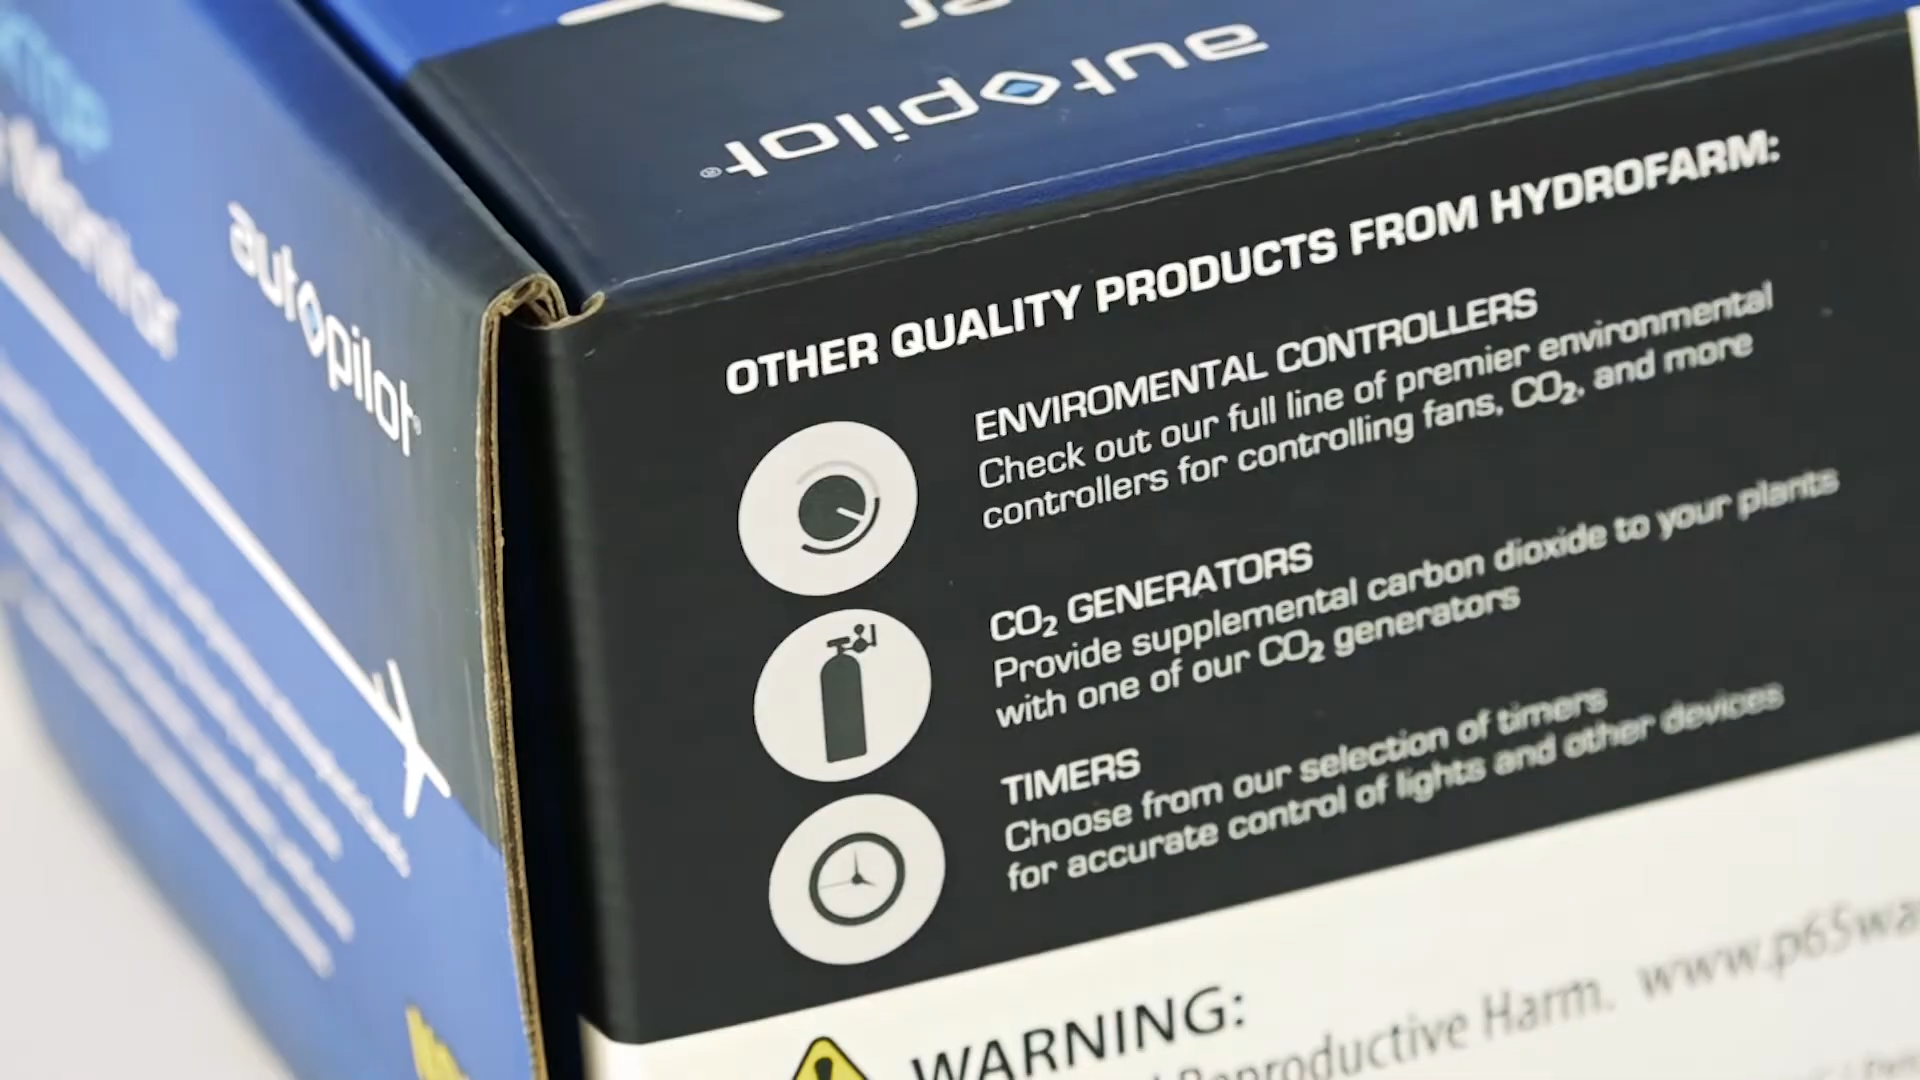 autopilot®
Monitor
autopilot®
OTHER QUALITY PRODUCTS FROM HYDROFARM:
ENVIROMENTAL CONTROLLERS
Check out our full line of premier environmental
controllers for controlling fans, CO₂, and more
CO₂ GENERATORS
Provide supplemental carbon dioxide to your plants
with one of our CO₂ generators
TIMERS
Choose from our selection of timers
for accurate control of lights and other devices
WARNING:
Reproductive Harm. www.p65wa